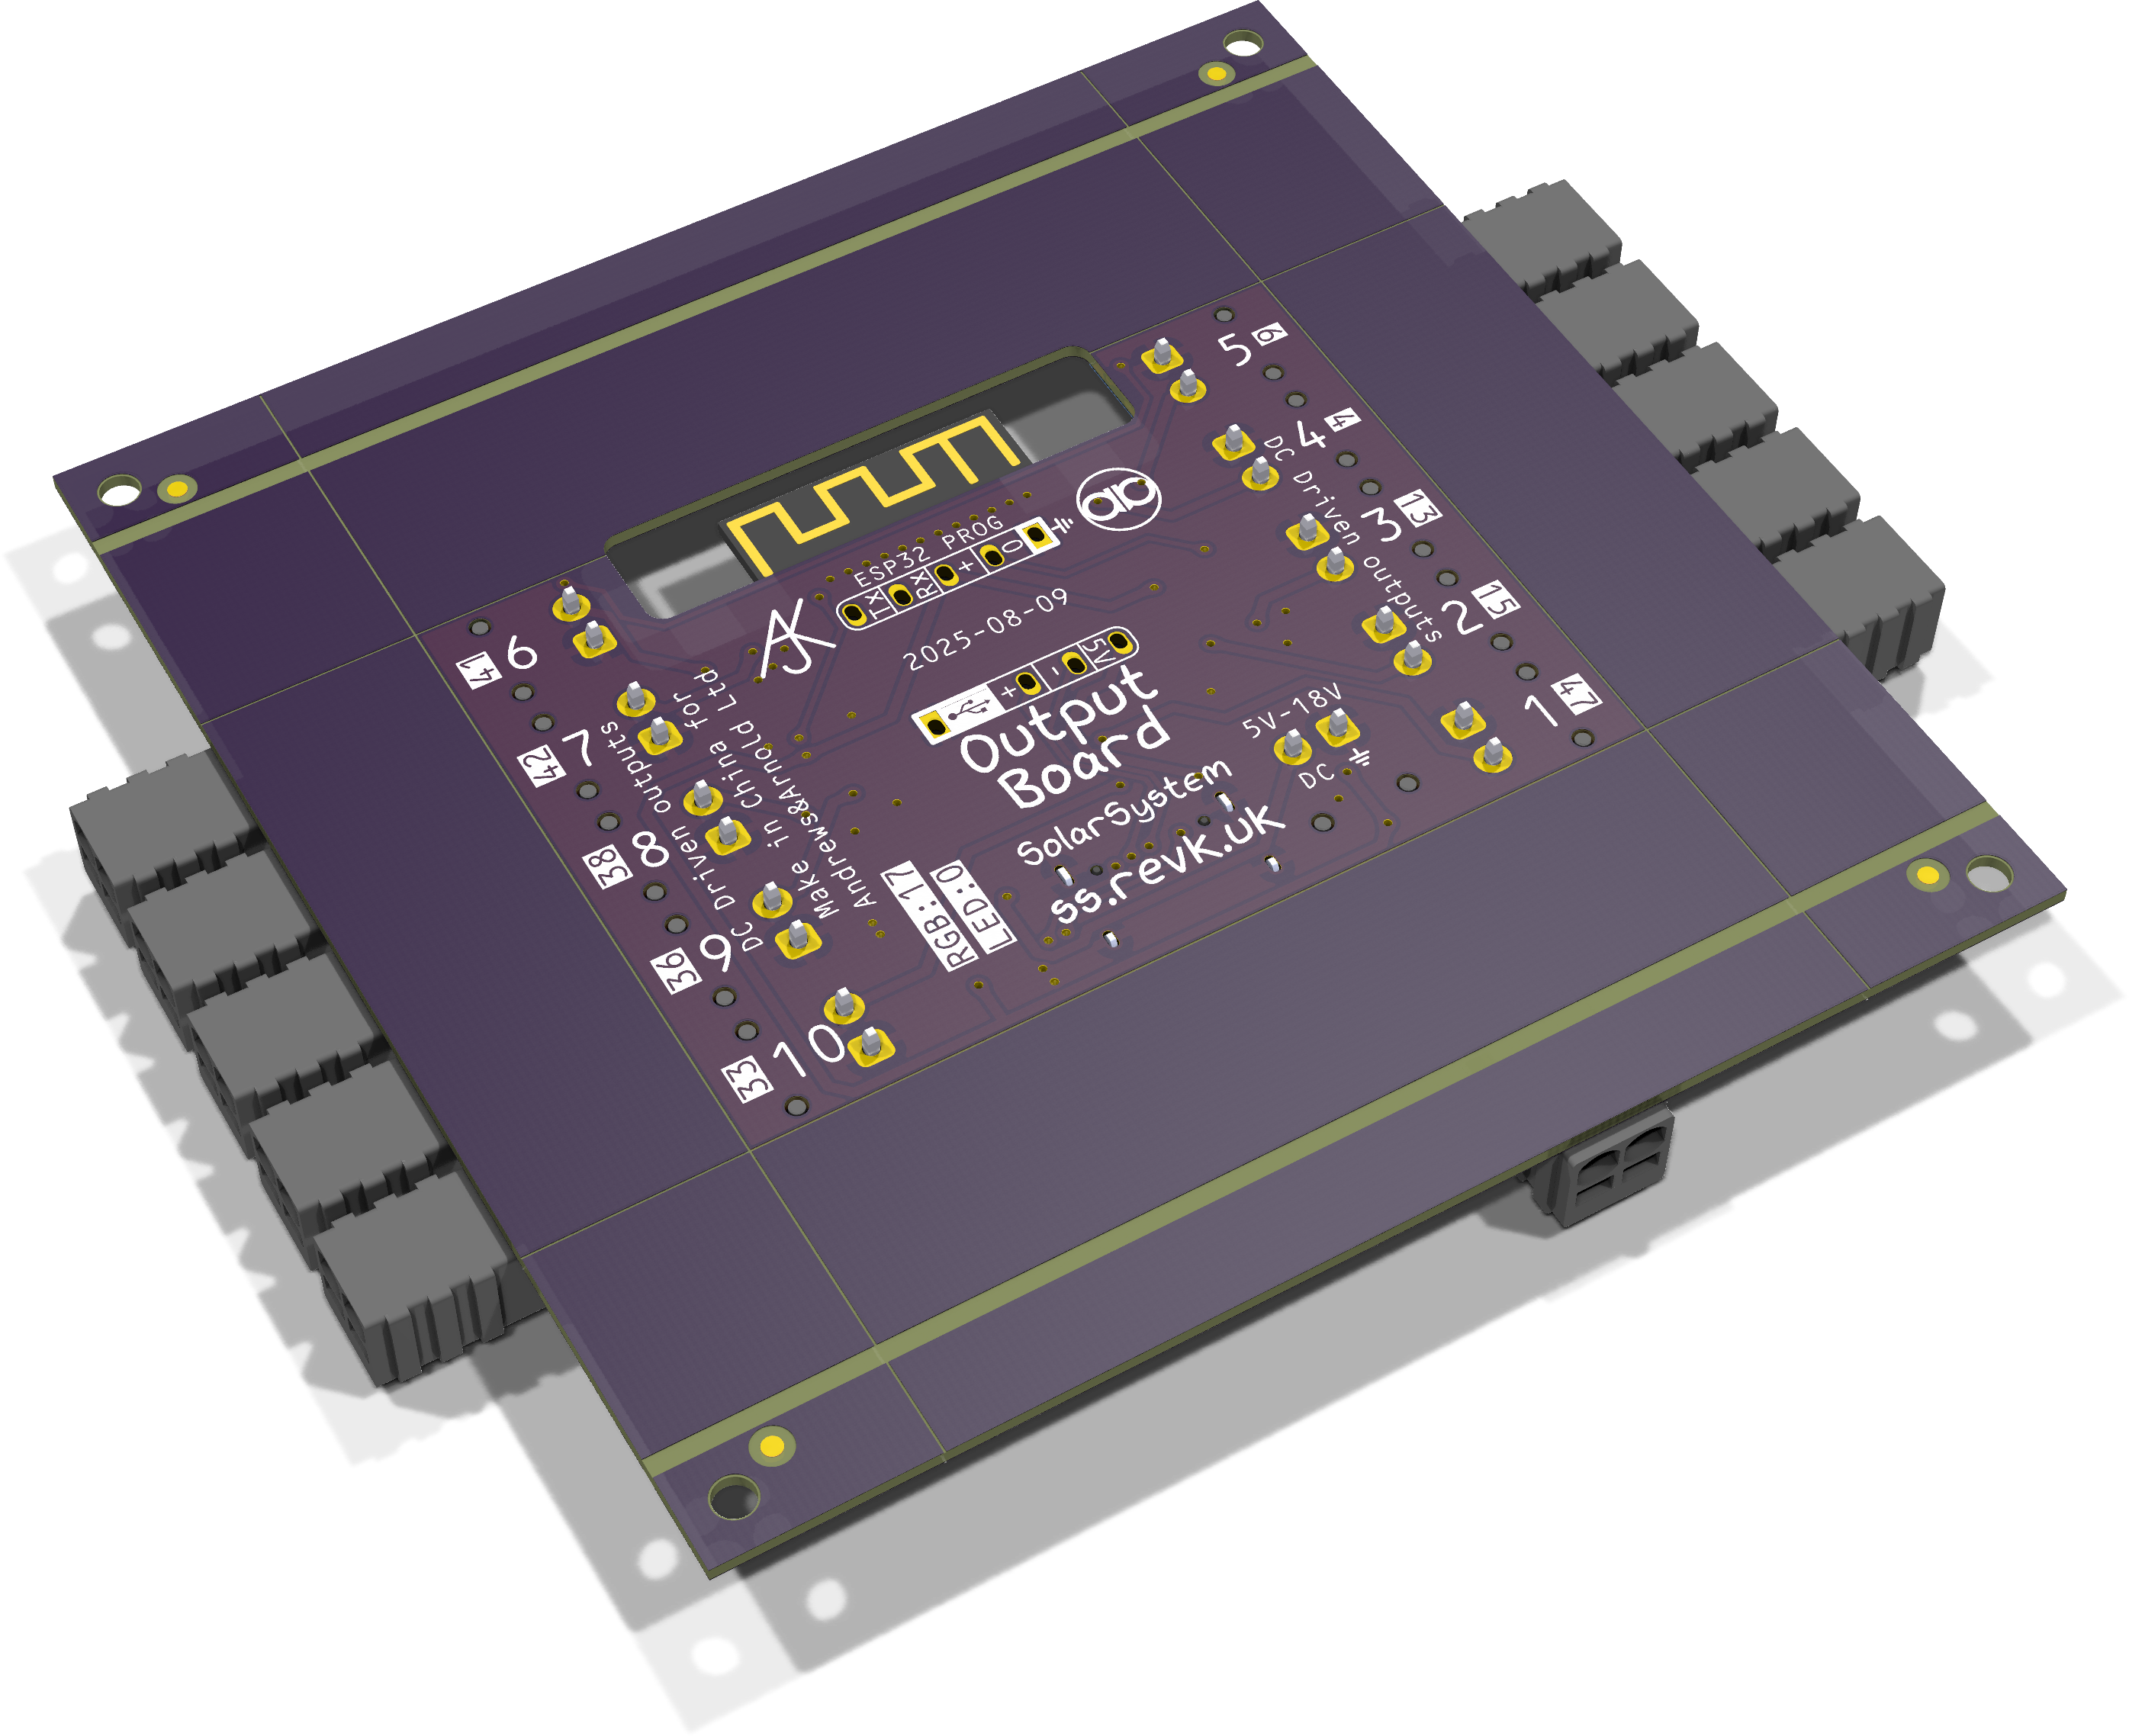 5
6
4
4
DC Driven outputs
3
13
2
15
1
47
ESP32 PROG
TX
RX
+
O
AJK
2025-08-09
+
-
5V
Output
Board
SolarSystem
ss.revk.uk
5V-18V
DC
6
41
7
42
8
38
9
36
10
33
DC Driven outputs
Make in China for
Andrews&Arnold Ltd
RGB:17
LED:0